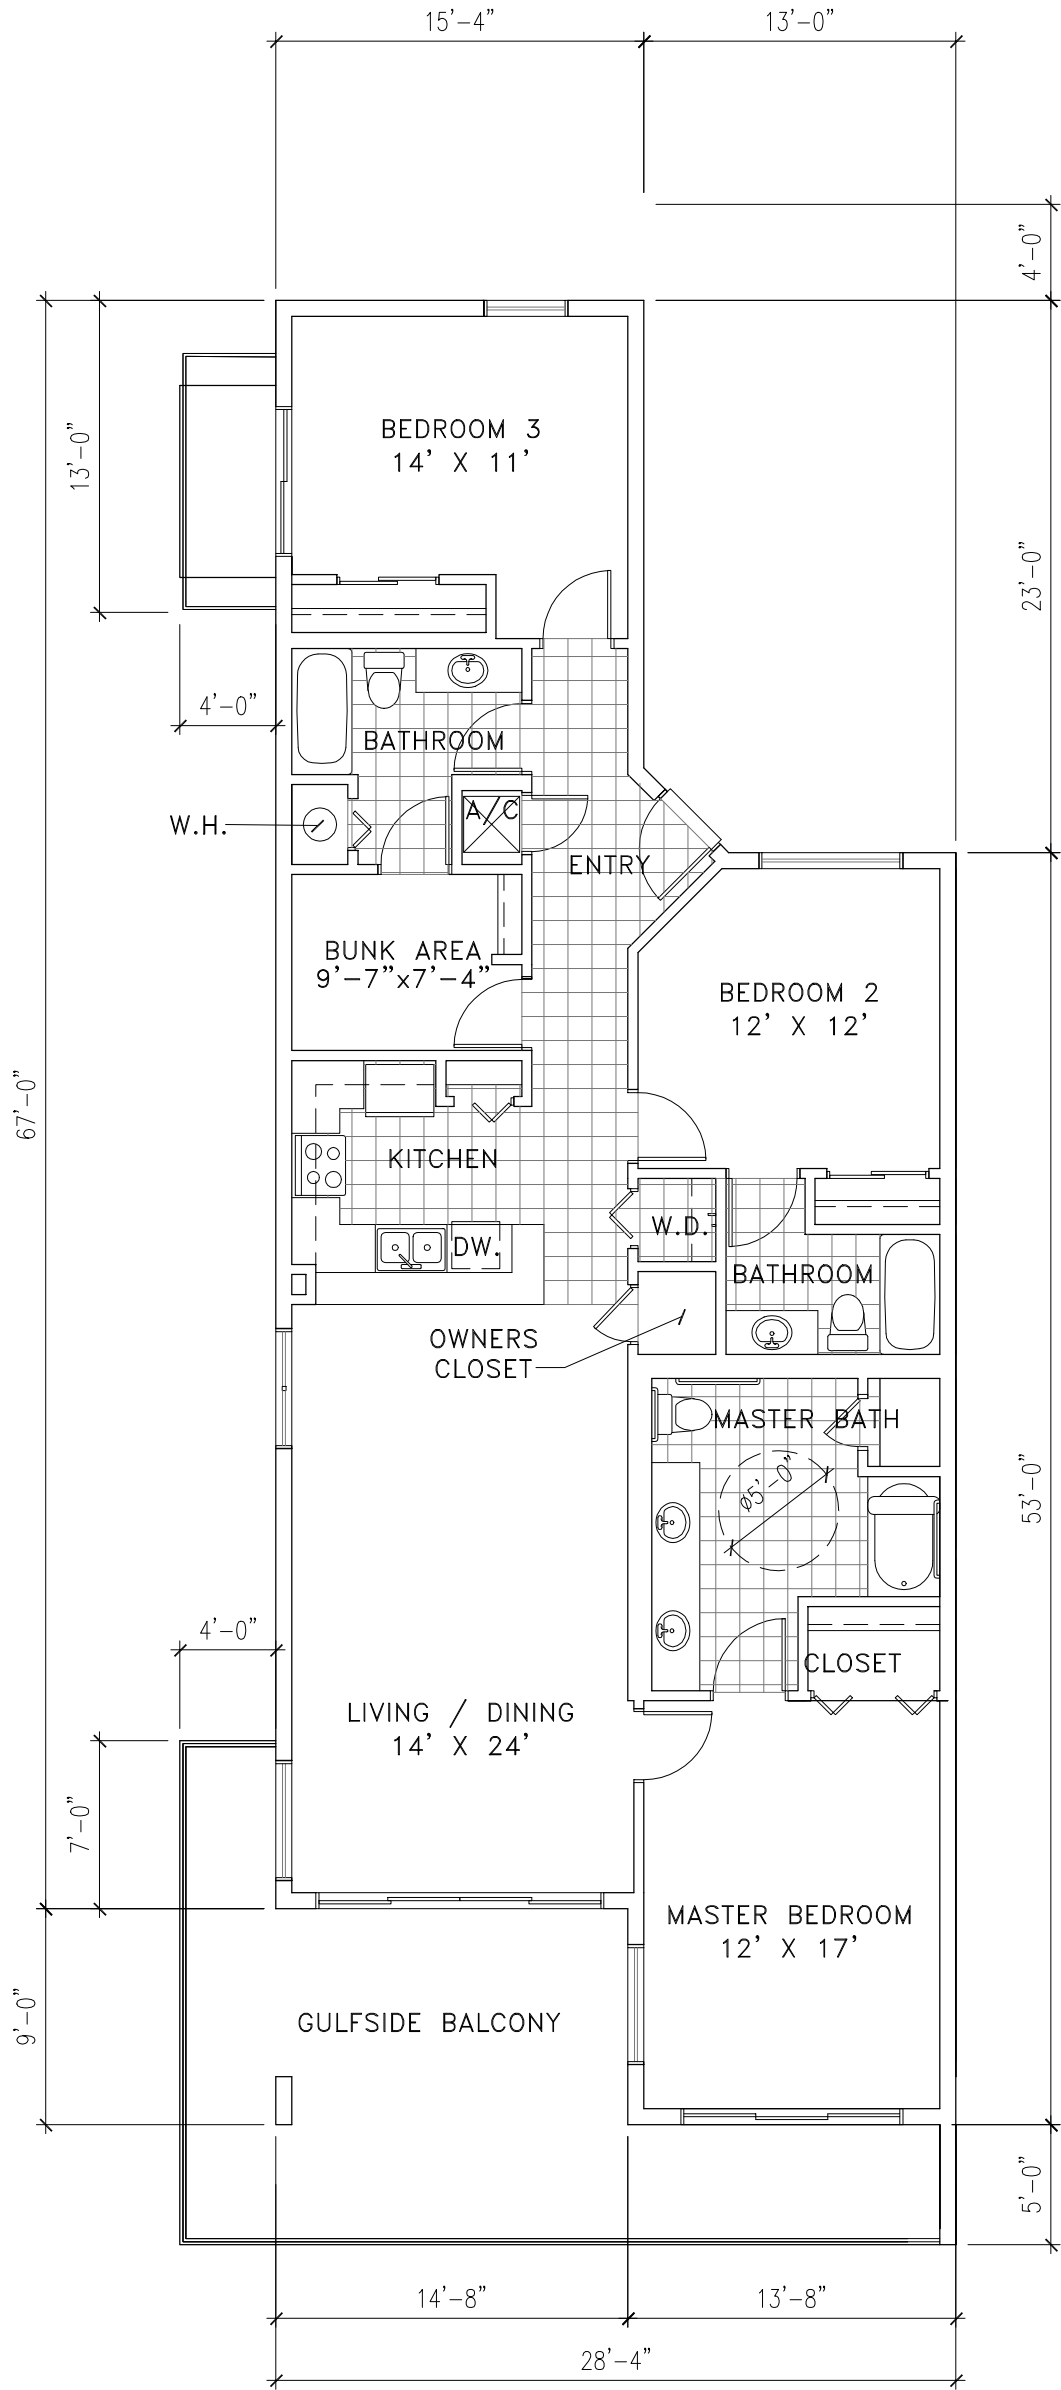 15'-4"
13'-0"
4'-0"
BEDROOM 3
14' X 11'
13'-0"
23'-0"
4'-0"
BATHROOM
A/C
W.H.
ENTRY
BUNK AREA
9'-7"x7'-4"
BEDROOM 2
12' X 12'
67'-0"
KITCHEN
W.D.
DW.
BATHROOM
OWNERS
CLOSET
MASTER BATH
Ø5'-0"
53'-0"
4'-0"
CLOSET
LIVING / DINING
14' X 24'
7'-0"
MASTER BEDROOM
12' X 17'
9'-0"
GULFSIDE BALCONY
5'-0"
14'-8"
13'-8"
28'-4"